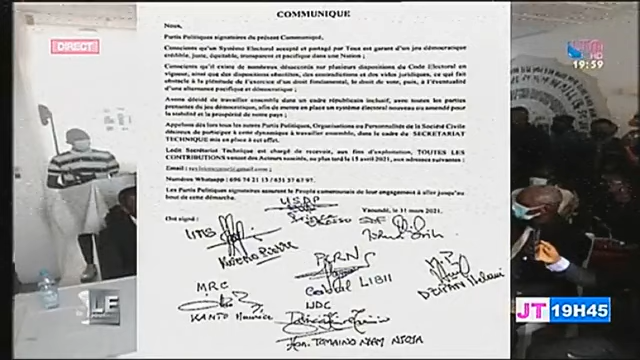 COMMUNIQUE
DIRECT
19:59
Nous,
Partis Politiques signataires du présent Communiqué,
Conscients qu'un Système Electoral accepté et partagé par Tous est garant d'un jeu démocratique
crédible, juste, équitable, transparent et pacifique dans une Nation ;
Conscients qu'il existe de nombreux désaccords sur plusieurs dispositions du Code Electoral en
vigueur, ainsi que des dispositions obsolètes, des contradictions et des vides juridiques, ce qui fait
obstacle à la plénitude de l'exercice d'un droit fondamental, le droit de vote, puis, à l'éventualité
d'une alternance pacifique et démocratique ;
Avons décidé de travailler ensemble dans un cadre républicain inclusif, avec toutes les parties
prenantes au jeu démocratique, afin de mettre en place un système électoral nouveau ou amendé pour
la stabilité et la prospérité de notre pays ;
Appelons dès lors tous les autres Partis Politiques, Organisations ou Personnalités de la Société Civile
décidées de participer à cette dynamique à travailler ensemble, dans le cadre du SECRETARIAT
TECHNIQUE mis en place à cet effet.
Ledit Secrétariat Technique est chargé de recevoir, aux fins d'exploitation, TOUTES LES
CONTRIBUTIONS venant des Acteurs suscités, au plus tard le 15 avril 2021, aux adresses suivantes :
Email :
Numéros Whatsapp : 696 74 21 15 / 651 37 67 97.
Les Partis Politiques signataires assurent le Peuple camerounais de leur engagement à aller jusqu'au
bout de cette démarche.
Yaoundé, le 31 mars 2021.
Ont signé :
USDP
UMS
SDF
PCRN
CABRAL LIBII
MRC
KANTO Maurice
UDC
Hon. TOMAINO NDAM NJOYA
JT 19H45